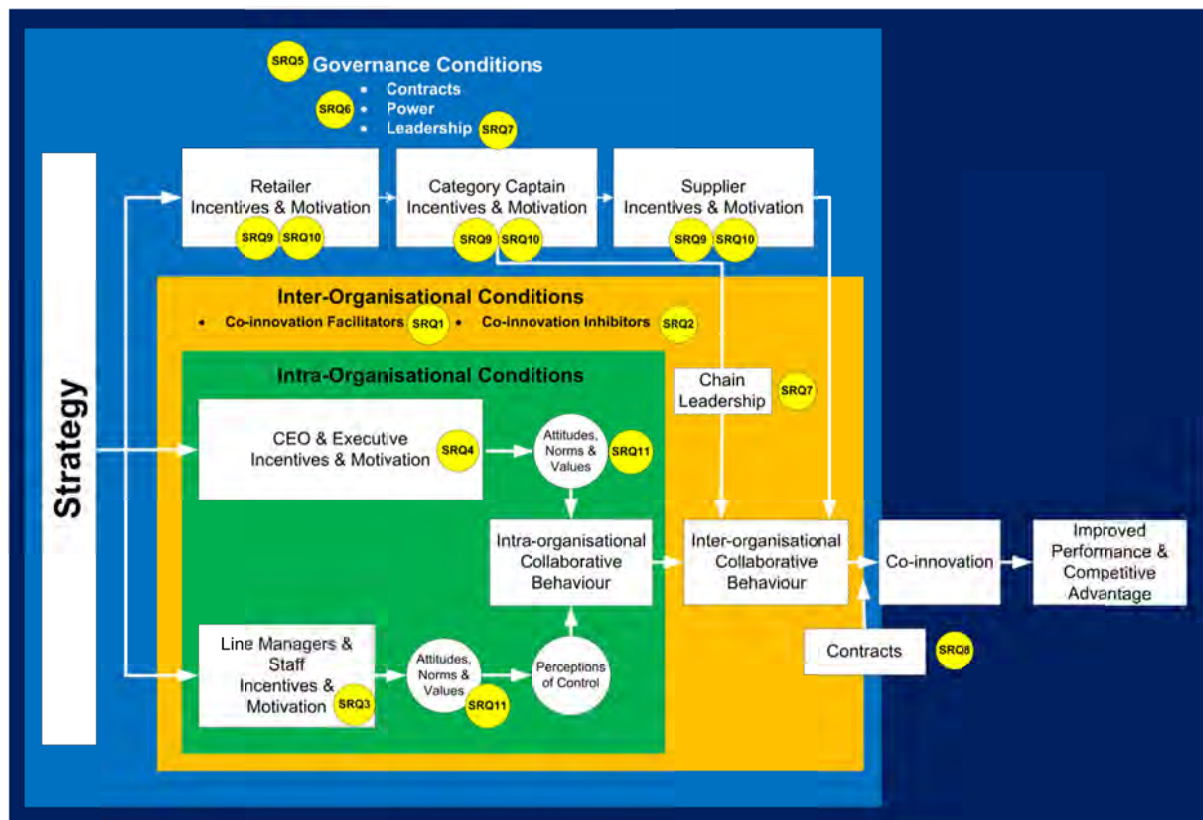 SRQ5 Governance Conditions
• Contracts
SRQ6 • Power
• Leadership SRQ7
Retailer
Incentives & Motivation
SRQ9 SRQ10
Category Captain
Incentives & Motivation
SRQ9 SRQ10
Supplier
Incentives & Motivation
SRQ9 SRQ10
Inter-Organisational Conditions
• Co-innovation Facilitators SRQ1 • Co-innovation Inhibitors SRQ2
Intra-Organisational Conditions
Chain
Leadership
SRQ7
Strategy
CEO & Executive
Incentives & Motivation
SRQ4
Attitudes,
Norms &
Values
SRQ11
Intra-organisational
Collaborative
Behaviour
Inter-organisational
Collaborative
Behaviour
Co-innovation
Improved
Performance &
Competitive
Advantage
Line Managers &
Staff
Incentives &
Motivation
SRQ3
Attitudes,
Norms &
Values
SRQ11
Perceptions
of Control
Contracts
SRQ8